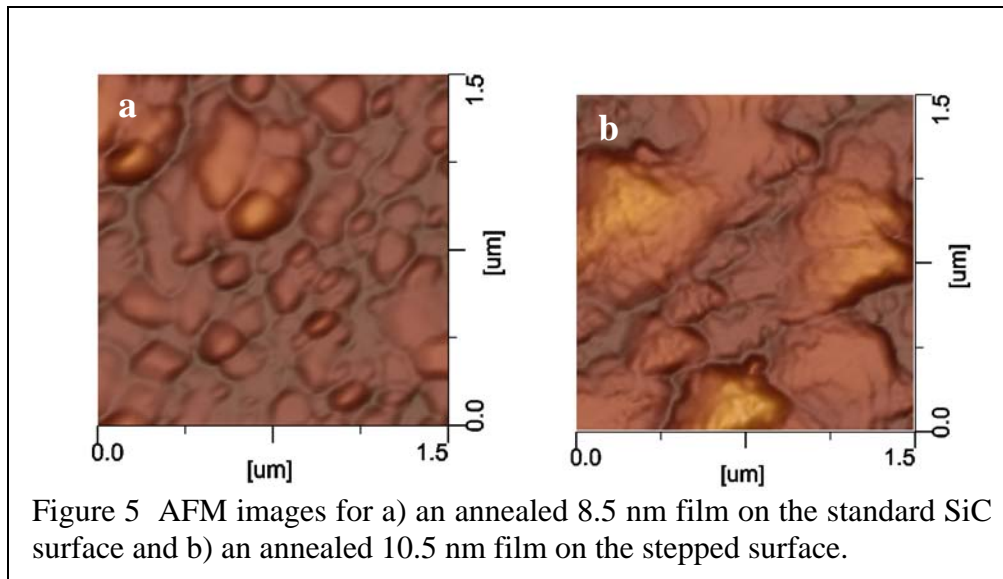 a
1.5
[um]
0.0
0.0
[um]
1.5
b
1.5
[um]
0.0
0.0
[um]
1.5
Figure 5 AFM images for a) an annealed 8.5 nm film on the standard SiC
surface and b) an annealed 10.5 nm film on the stepped surface.